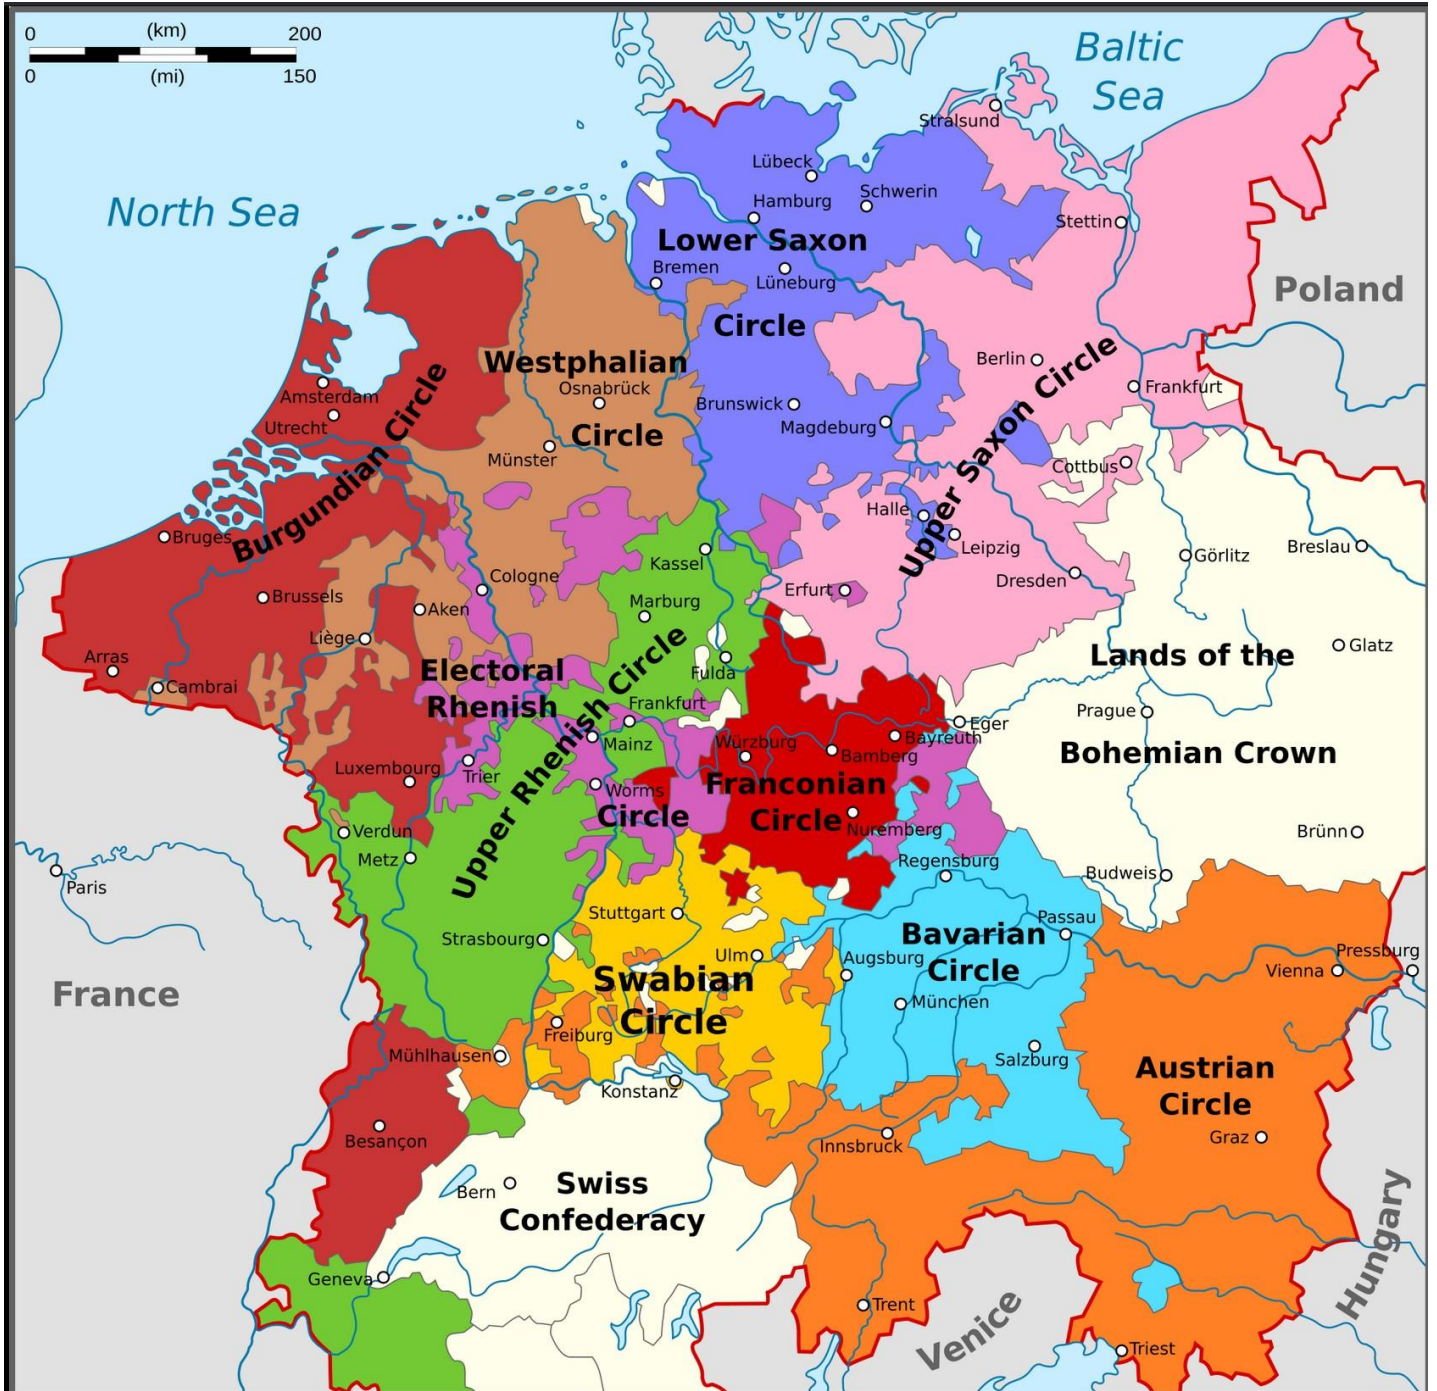 0 (km) 200
0 (mi) 150
Baltic
Sea
North Sea
Stralsund
Lübeck
Schwerin
Hamburg
Stettin
Lower Saxon
Circle
Bremen
Lüneburg
Poland
Westphalian
Circle
Osnabrück
Berlin
Upper Saxon Circle
Frankfurt
Amsterdam
Utrecht
Burgundian Circle
Brunswick
Magdeburg
Münster
Cottbus
Halle
Leipzig
Bruges
Görlitz
Breslau
Kassel
Dresden
Cologne
Erfurt
Brussels
Aken
Marburg
Liège
Glatz
Arras
Cambrai
Electoral
Rhenish
Circle
Upper Rhenish Circle
Fulda
Lands of the
Bohemian Crown
Frankfurt
Prague
Eger
Mainz
Würzburg
Bamberg
Bayreuth
Luxembourg
Trier
Worms
Franconian
Circle
Nuremberg
Verdun
Metz
Brünn
Paris
Regensburg
Budweis
Stuttgart
Passau
Strasbourg
Ulm
Augsburg
Bavarian
Circle
Vienna
Pressburg
France
Swabian
Circle
München
Freiburg
Mühlhausen
Salzburg
Austrian
Circle
Konstanz
Besançon
Innsbruck
Graz
Bern
Swiss
Confederacy
Hungary
Geneva
Trent
Venice
Triest